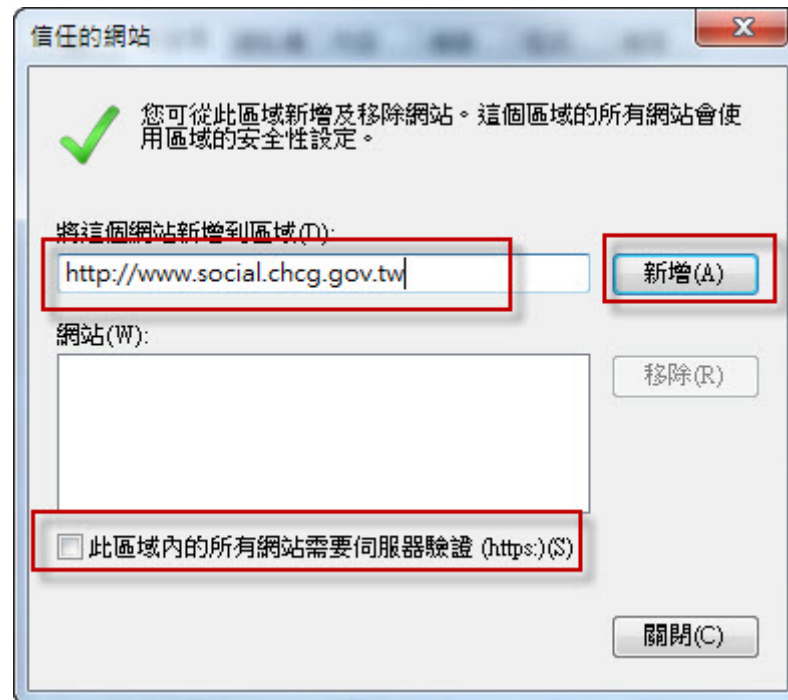 信任的網站
您可從此區域新增及移除網站。這個區域的所有網站會使
用區域的安全性設定。
將這個網站新增到區域(D):
http://www.social.chcg.gov.tw
新增(A)
網站(W):
移除(R)
此區域內的所有網站需要伺服器驗證 (https:)(S)
關閉(C)